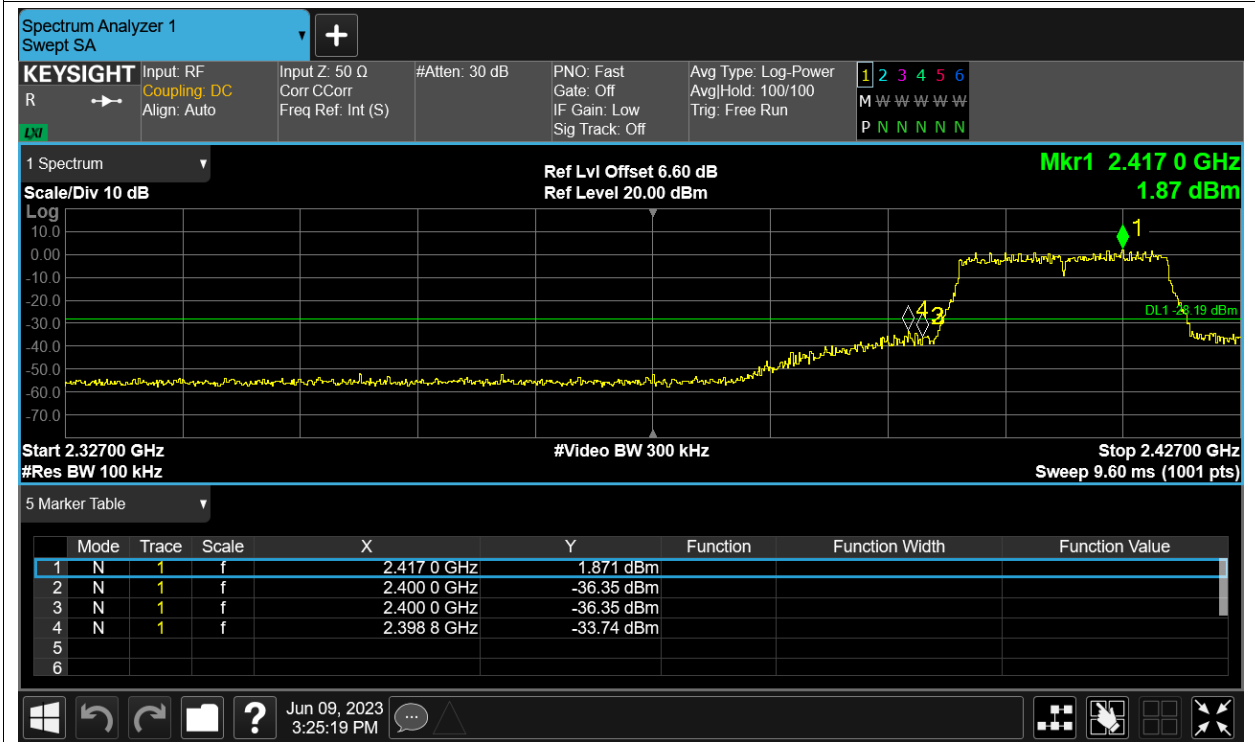 Spectrum Analyzer 1
Swept SA
+
KEYSIGHT Input: RF Input Z: 50 Ω #Atten: 30 dB PNO: Fast Avg Type: Log-Power 1 2 3 4 5 6
R Coupling: DC Corr CCorr Gate: Off Avg|Hold: 100/100 M W W W W W
Align: Auto Freq Ref: Int (S) IF Gain: Low Trig: Free Run
LXI Sig Track: Off P N N N N N
1 Spectrum Ref Lvl Offset 6.60 dB Mkr1 2.417 0 GHz
Scale/Div 10 dB Ref Level 20.00 dBm 1.87 dBm
Log
10.0
0.00
-10.0
-20.0
-30.0
-40.0
-50.0
-60.0
-70.0
1
4 3
DL1 -28.19 dBm
Start 2.32700 GHz #Video BW 300 kHz Stop 2.42700 GHz
#Res BW 100 kHz Sweep 9.60 ms (1001 pts)
5 Marker Table
Mode Trace Scale X Y Function Function Width Function Value
1 N 1 f 2.417 0 GHz 1.871 dBm
2 N 1 f 2.400 0 GHz -36.35 dBm
3 N 1 f 2.400 0 GHz -36.35 dBm
4 N 1 f 2.398 8 GHz -33.74 dBm
5
6
? Jun 09, 2023
3:25:19 PM